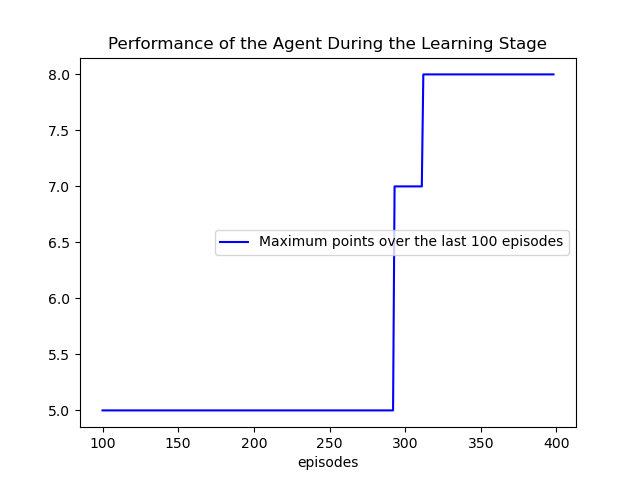 Performance of the Agent During the Learning Stage
8.0
7.5
7.0
6.5
6.0
5.5
5.0
Maximum points over the last 100 episodes
100 150 200 250 300 350 400
episodes